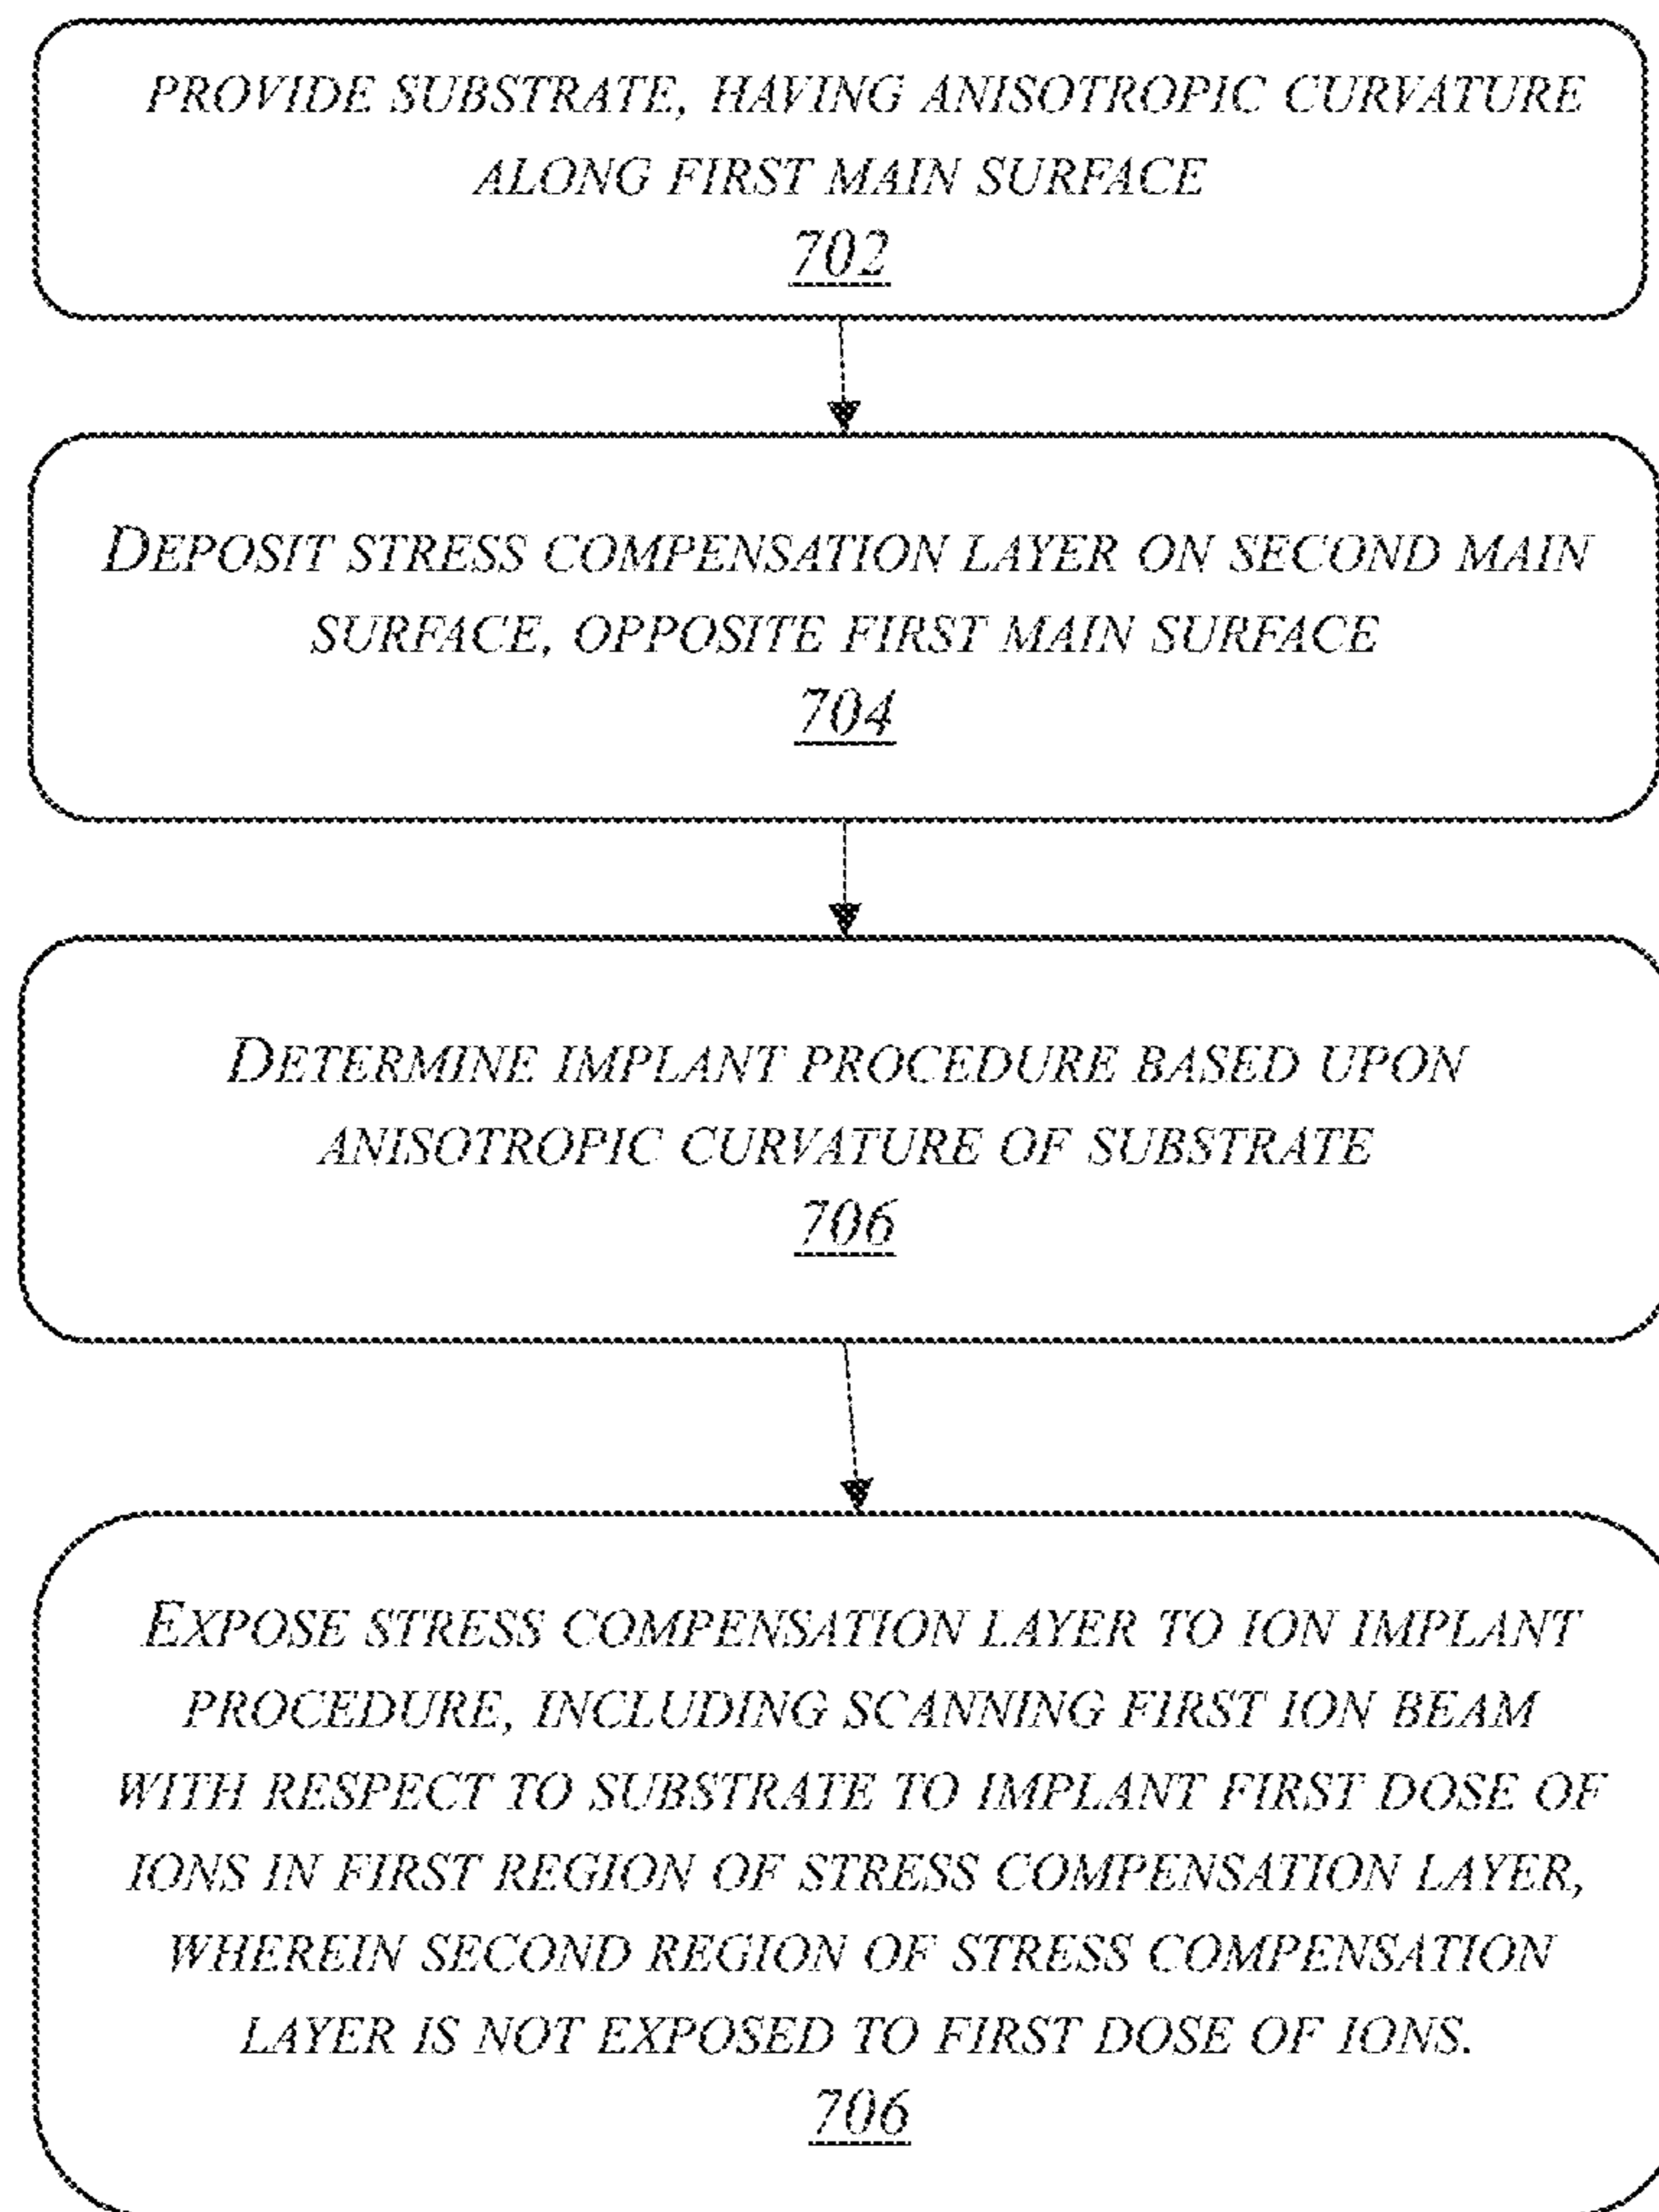 PROVIDE SUBSTRATE, HAVING ANISOTROPIC CURVATURE
ALONG FIRST MAIN SURFACE
702
DEPOSIT STRESS COMPENSATION LAYER ON SECOND MAIN
SURFACE, OPPOSITE FIRST MAIN SURFACE
704
DETERMINE IMPLANT PROCEDURE BASED UPON
ANISOTROPIC CURVATURE OF SUBSTRATE
706
EXPOSE STRESS COMPENSATION LAYER TO ION IMPLANT
PROCEDURE, INCLUDING SCANNING FIRST ION BEAM
WITH RESPECT TO SUBSTRATE TO IMPLANT FIRST DOSE OF
IONS IN FIRST REGION OF STRESS COMPENSATION LAYER,
WHEREIN SECOND REGION OF STRESS COMPENSATION
LAYER IS NOT EXPOSED TO FIRST DOSE OF IONS.
706